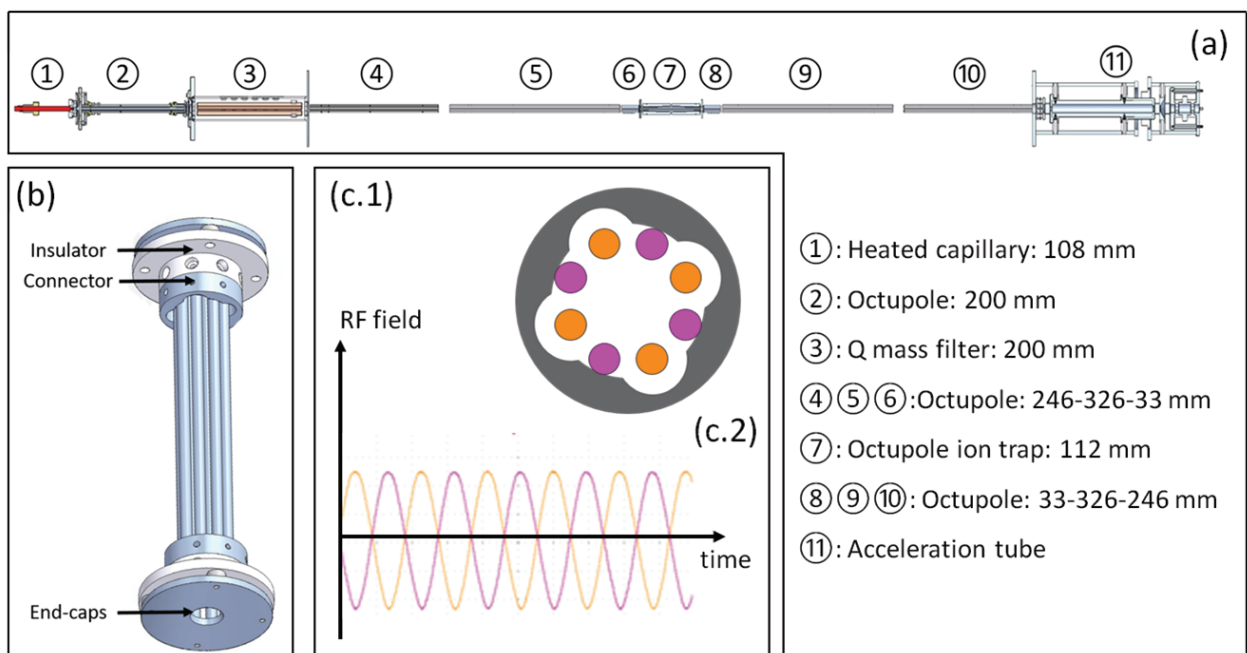 ① ② ③ ④ ⑤ ⑥ ⑦ ⑧ ⑨ ⑩ ⑪ (a)
(b)
Insulator
Connector
End-caps
(c.1)
RF field
(c.2)
time
①: Heated capillary: 108 mm
②: Octupole: 200 mm
③: Q mass filter: 200 mm
④⑤⑥:Octupole: 246-326-33 mm
⑦: Octupole ion trap: 112 mm
⑧⑨⑩: Octupole: 33-326-246 mm
⑪: Acceleration tube